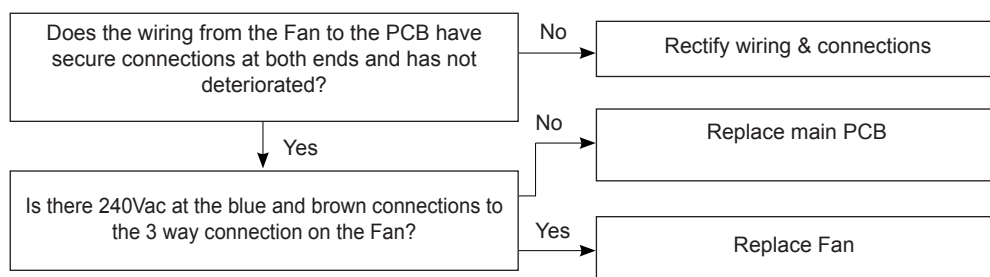 Does the wiring from the Fan to the PCB have
secure connections at both ends and has not
deteriorated?
No
Rectify wiring & connections
Yes
No
Replace main PCB
Is there 240Vac at the blue and brown connections to
the 3 way connection on the Fan?
Yes
Replace Fan